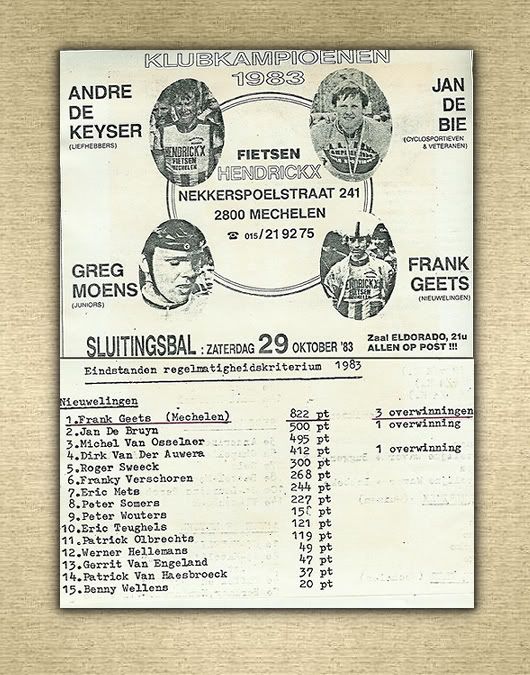 KLUBKAMPIOENEN
1983
ANDRE
DE
KEYSER
(LIEFHEBBERS)
JAN
DE
BIE
(CYCLOSPORTIEVEN
& VETERANEN)
HENDRICKX
FIETSEN
MECHELEN
FIETSEN
HENDRICKX
NEKKERSPOELSTRAAT 241
2800 MECHELEN
☎ 015/21 92 75
GREG
MOENS
(JUNIORS)
FRANK
GEETS
(NIEUWELINGEN)
HENDRICKX
FIETSEN
MECHELEN
SLUITINGSBAL : ZATERDAG 29 OKTOBER '83
Zaal ELDORADO, 21u
ALLEN OP POST !!!
Eindstanden regelmatigheidskriterium 1983
Nieuwelingen
1.Frank Geets (Mechelen) 822 pt 3 overwinningen
2.Jan De Bruyn 500 pt 1 overwinning
3.Michel Van Osselaer 495 pt
4.Dirk Van Der Auwera 412 pt 1 overwinning
5.Roger Sweeck 300 pt
6.Franky Verschoren 268 pt
7.Eric Mets 244 pt
8.Peter Somers 227 pt
9.Peter Wouters pt
10.Eric Teughels 121 pt
11.Patrick Olbrechts 119 pt
12.Werner Hellemans 49 pt
13.Gerrit Van Engeland 47 pt
14.Patrick Van Haesbroeck 37 pt
15.Benny Wellens 20 pt